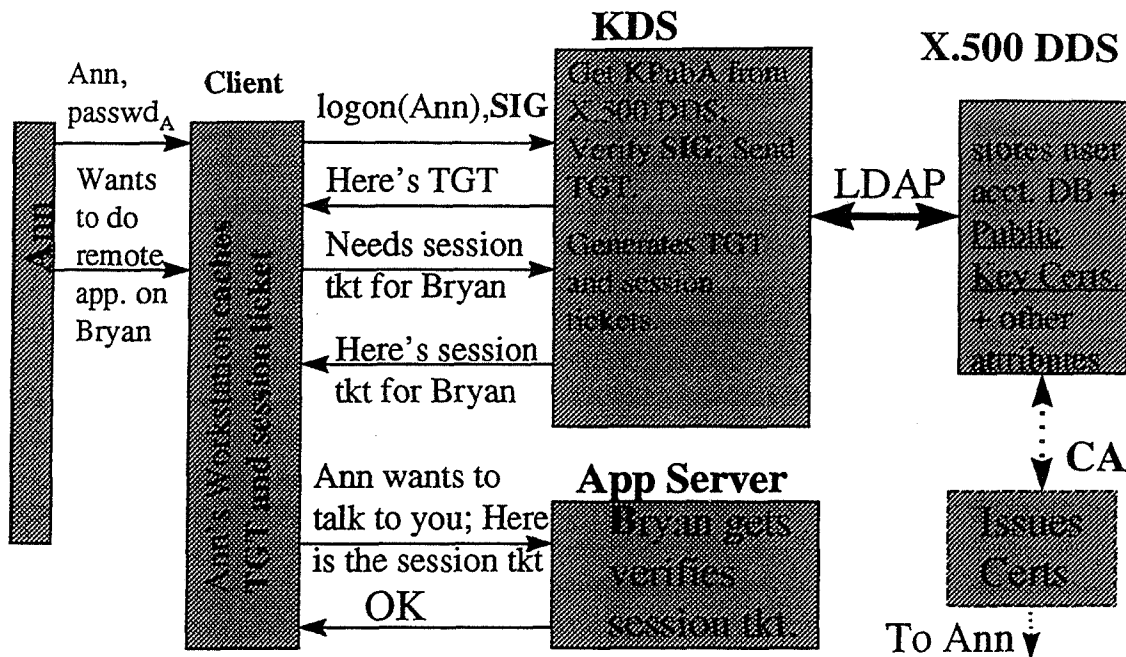 KDS
X.500 DDS
Ann,
passwd_A
Client
logon(Ann),SIG
Get KPubA from
X.500 DDS;
Verify SIG; Send
TGT.
Generates TGT
and session
tickets.
Here's TGT
LDAP
stores user
acct. DB +
Public
Key Certs.
+ other
attributes
Ann
Wants
to do
remote
app. on
Bryan
Needs session
tkt for Bryan
Here's session
tkt for Bryan
Ann's Workstation caches
TGT and session ticket.
CA
Ann wants to
talk to you; Here
is the session tkt
App Server
Bryan gets
verifies
session tkt.
Issues
Certs
OK
To Ann